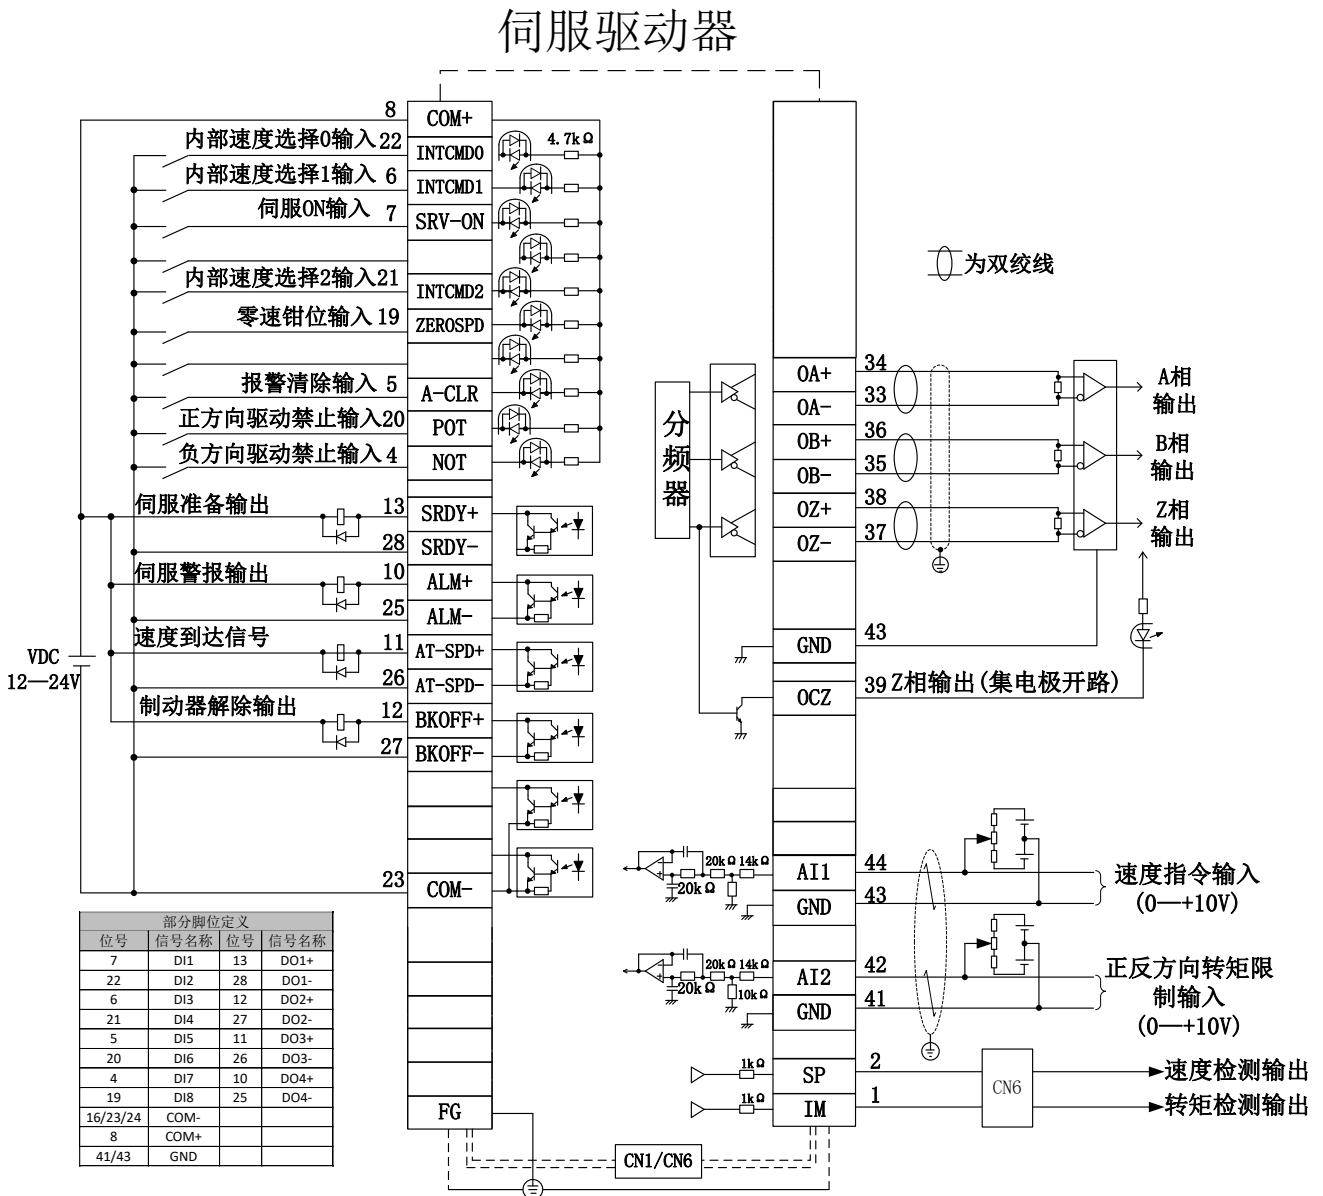 伺服驱动器
8 COM+
内部速度选择0输入 22 INTCMD0 4.7kΩ
内部速度选择1输入 6 INTCMD1
伺服ON输入 7 SRV-ON
内部速度选择2输入21 INTCMD2
零速钳位输入 19 ZEROSPD
报警清除输入 5 A-CLR
正方向驱动禁止输入20 POT
负方向驱动禁止输入 4 NOT
伺服准备输出 13 SRDY+
28 SRDY-
伺服警报输出 10 ALM+
25 ALM-
速度到达信号 11 AT-SPD+
26 AT-SPD-
制动器解除输出 12 BKOFF+
27 BKOFF-
23 COM-
FG
VDC
12—24V
部分脚位定义
位号 信号名称 位号 信号名称
7 DI1 13 DO1+
22 DI2 28 DO1-
6 DI3 12 DO2+
21 DI4 27 DO2-
5 DI5 11 DO3+
20 DI6 26 DO3-
4 DI7 10 DO4+
19 DI8 25 DO4-
16/23/24 COM-
8 COM+
41/43 GND
为双绞线
分
频
器
OA+ 34
OA- 33
A相
输出
OB+ 36
OB- 35
B相
输出
OZ+ 38
OZ- 37
Z相
输出
GND 43
OCZ 39 Z相输出(集电极开路)
20kΩ 14kΩ
20kΩ
AI1 44
GND 43
速度指令输入
(0—+10V)
20kΩ 14kΩ
20kΩ 10kΩ
AI2 42
GND 41
正反方向转矩限
制输入
(0—+10V)
1kΩ SP 2
1kΩ IM 1
CN6
速度检测输出
转矩检测输出
CN1/CN6